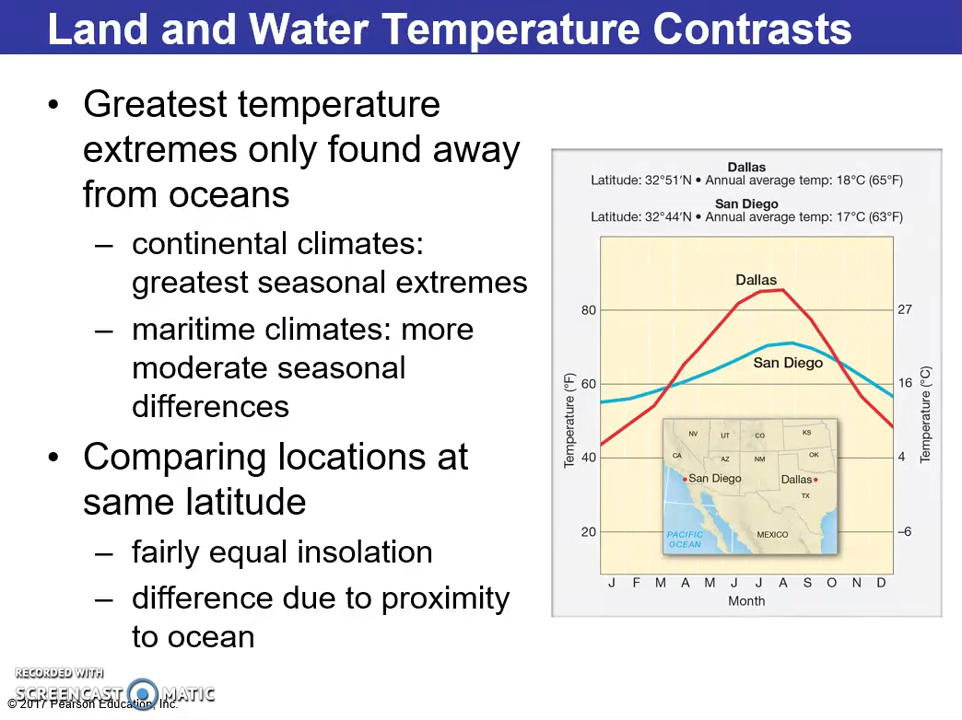 Land and Water Temperature Contrasts
• Greatest temperature
extremes only found away
from oceans
– continental climates:
greatest seasonal extremes
– maritime climates: more
moderate seasonal
differences
• Comparing locations at
same latitude
– fairly equal insolation
– difference due to proximity
to ocean
Dallas
Latitude: 32°51′N • Annual average temp: 18°C (65°F)
San Diego
Latitude: 32°44′N • Annual average temp: 17°C (63°F)
Dallas
San Diego
Temperature (°F)
80
60
40
20
Temperature (°C)
27
16
4
–6
NV
UT
CO
KS
CA
AZ
NM
OK
San Diego
Dallas
TX
PACIFIC
OCEAN
MEXICO
J F M A M J J A S O N D
Month
RECORDED WITH
SCREENCAST MATIC
© 2017 Pearson Education, Inc.